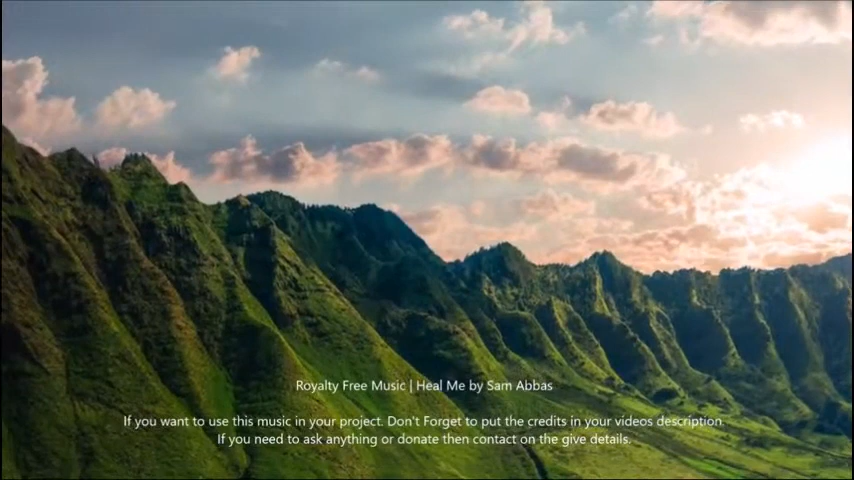 Royalty Free Music | Heal Me by Sam Abbas
If you want to use this music in your project. Don't Forget to put the credits in your videos description.
If you need to ask anything or donate then contact on the give details.